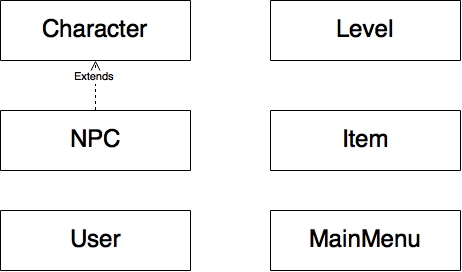 Character
Level
Extends
NPC
Item
User
MainMenu